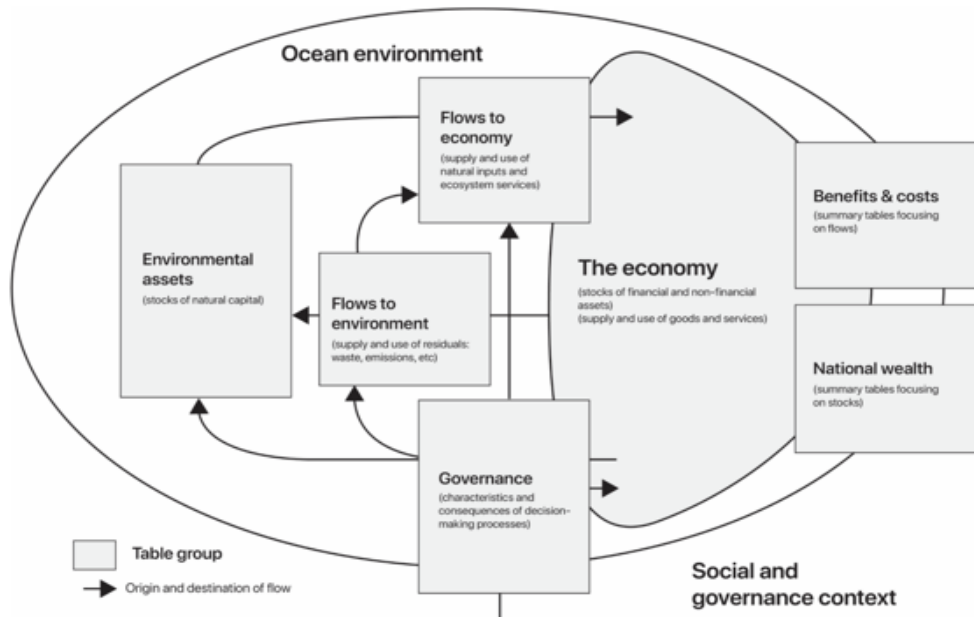 Ocean environment
Flows to
economy
(supply and use of
natural inputs and
ecosystem services)
Benefits & costs
(summary tables focusing
on flows)
Environmental
assets
(stocks of natural capital)
Flows to
environment
(supply and use of residuals:
waste, emissions, etc)
The economy
(stocks of financial and non-financial
assets)
(supply and use of goods and services)
National wealth
(summary tables focusing
on stocks)
Governance
(characteristics and
consequences of decision-
making processes)
Table group
Origin and destination of flow
Social and
governance context